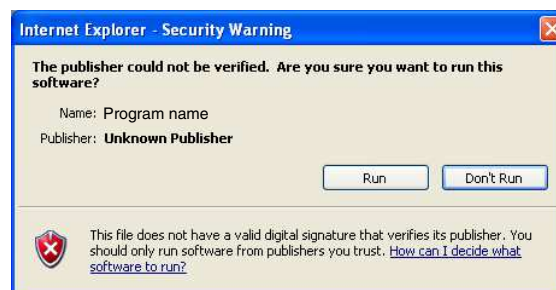 Internet Explorer - Security Warning
The publisher could not be verified. Are you sure you want to run this
software?
Name: Program name
Publisher: Unknown Publisher
Run Don't Run
This file does not have a valid digital signature that verifies its publisher. You
should only run software from publishers you trust. How can I decide what
software to run?